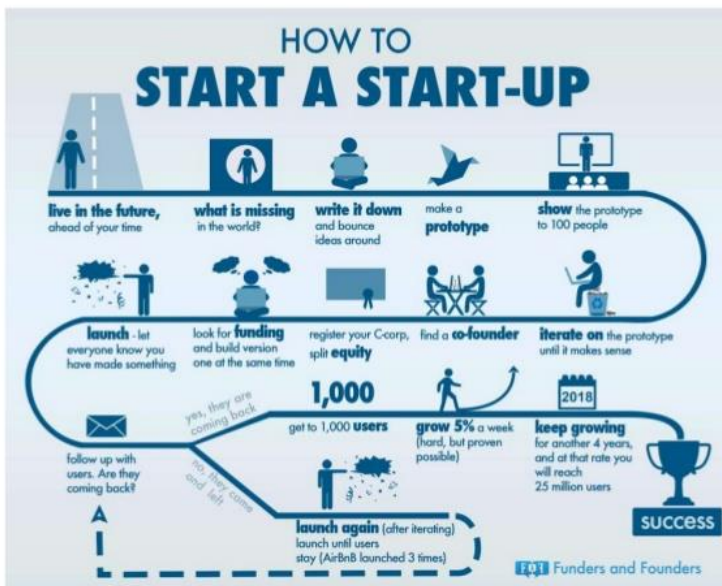 HOW TO
START A START-UP
live in the future,
ahead of your time
what is missing
in the world?
write it down
and bounce
ideas around
make a
prototype
show the prototype
to 100 people
launch - let
everyone know you
have made something
look for funding
and build version
one at the same time
register your C-corp,
split equity
find a co-founder
iterate on the prototype
until it makes sense
follow up with
users. Are they
coming back?
yes, they are
coming back
no, they came
and left
1,000
get to 1,000 users
grow 5% a week
(hard, but proven
possible)
2018
keep growing
for another 4 years,
and at that rate you
will reach
25 million users
success
launch again (after iterating)
launch until users
stay (AirBnB launched 3 times)
Funders and Founders